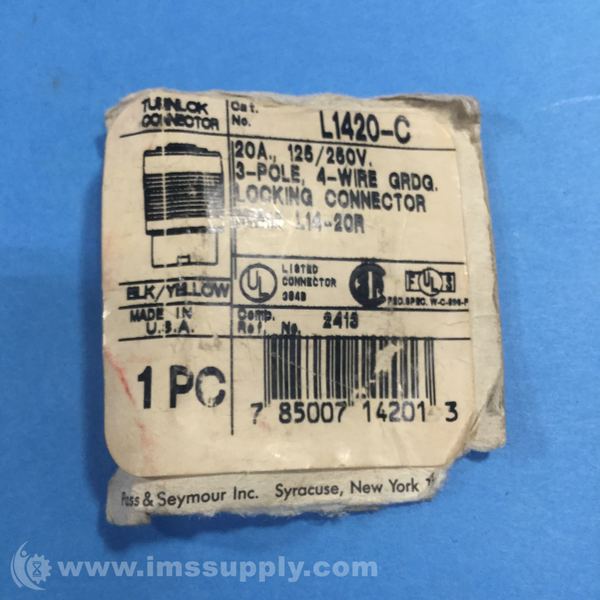 TURNLOK
CONNECTOR
Cat.
No.
L1420-C
20A., 125/250V.
3-POLE, 4-WIRE GRDG.
LOCKING CONNECTOR
L14-20R
UL
LISTED
CONNECTOR
BLK/YELLOW
MADE IN
U.S.A.
Comp.
Ref. No. 2413
1 PC
7 85007 14201 3
Pass & Seymour Inc. Syracuse, New York
www.imssupply.com